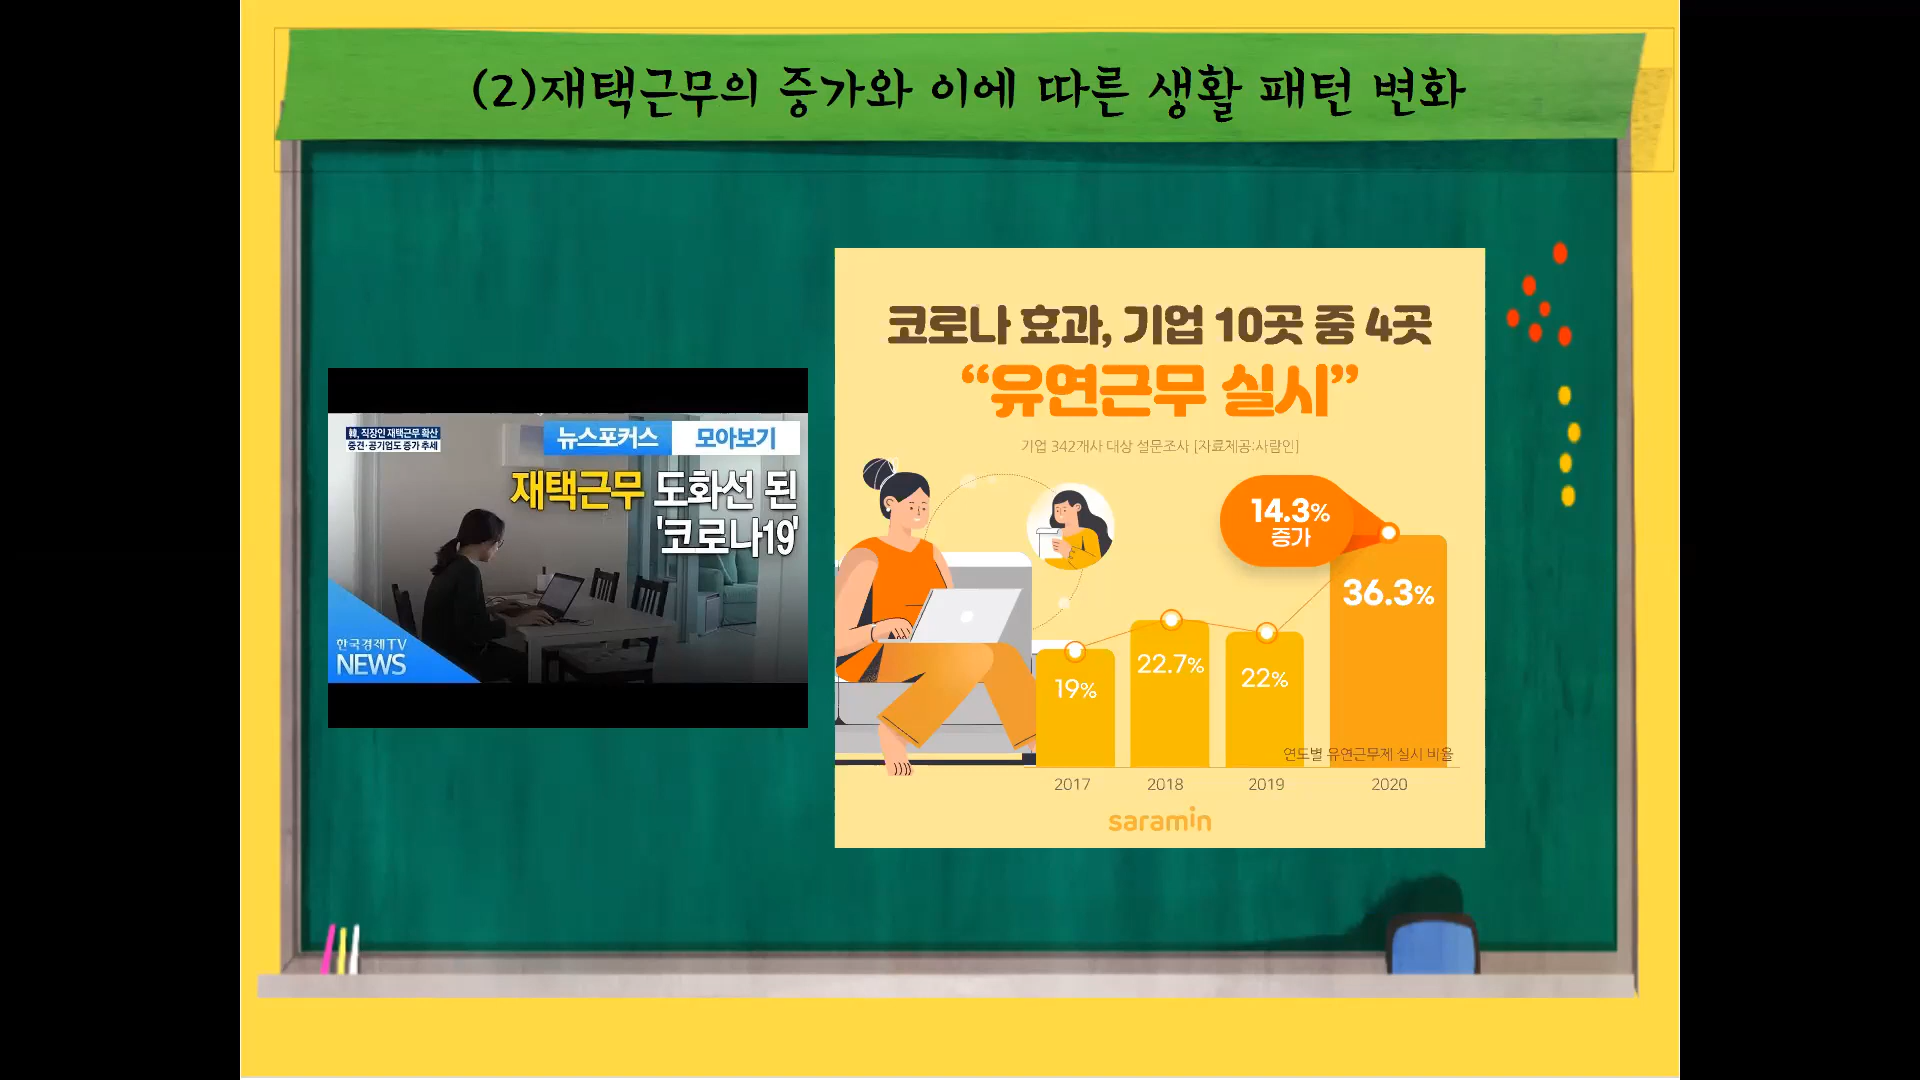 (2)재택근무의 증가와 이에 따른 생활 패턴 변화
韓, 직장인 재택근무 확산
중견·공기업도 증가 추세
뉴스포커스 모아보기
재택근무 도화선 된
'코로나19'
한국경제TV
NEWS
코로나 효과, 기업 10곳 중 4곳
“유연근무 실시”
기업 342개사 대상 설문조사 [자료제공:사람인]
14.3%
증가
36.3%
22.7%
22%
19%
연도별 유연근무제 실시 비율
2017 2018 2019 2020
saramin